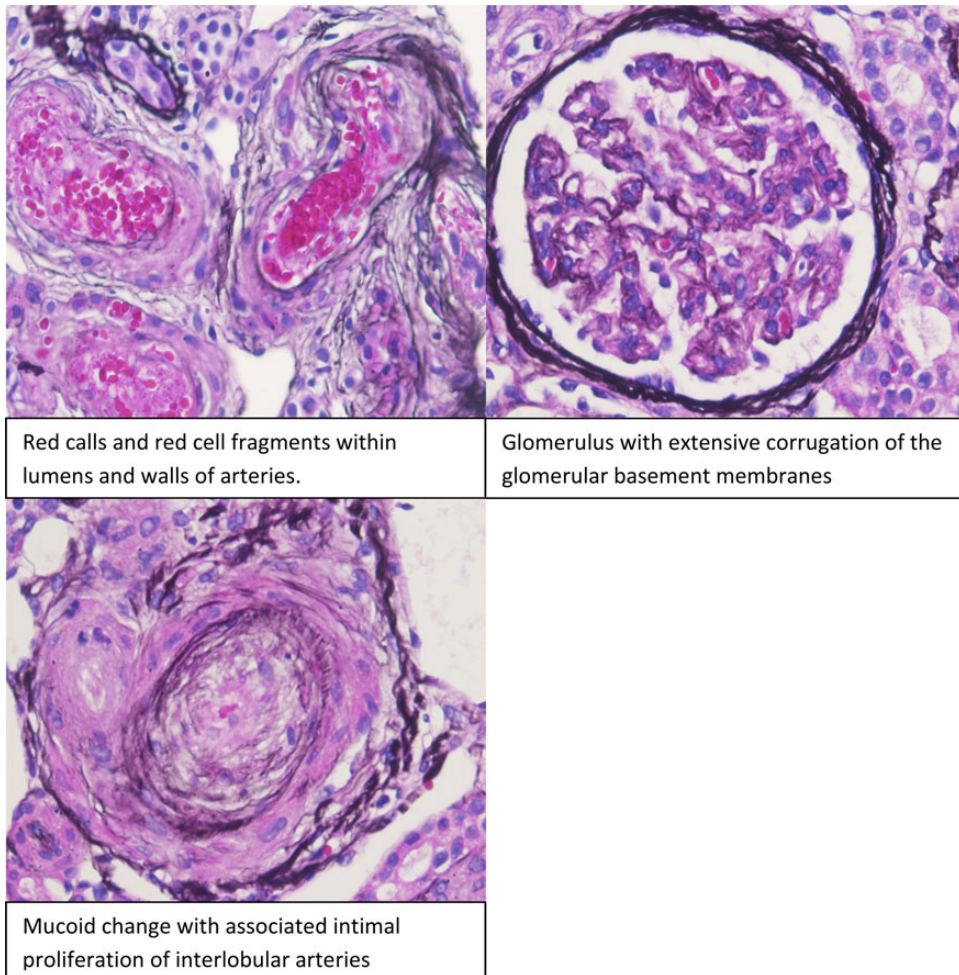 Red calls and red cell fragments within
lumens and walls of arteries.
Glomerulus with extensive corrugation of the
glomerular basement membranes
Mucoid change with associated intimal
proliferation of interlobular arteries